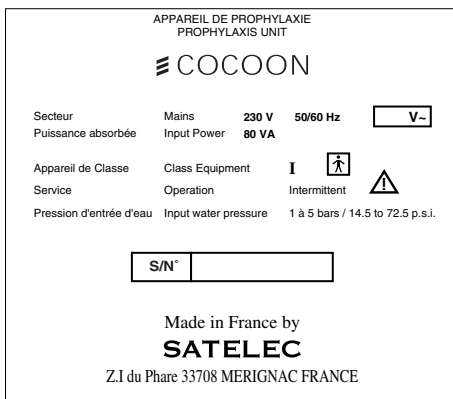 APPAREIL DE PROPHYLAXIE
PROPHYLAXIS UNIT
COCOON
Secteur Mains 230 V 50/60 Hz V~
Puissance absorbée Input Power 80 VA
Appareil de Classe Class Equipment I
Service Operation Intermittent
Pression d'entrée d'eau Input water pressure 1 à 5 bars / 14.5 to 72.5 p.s.i.
S/N°
Made in France by
SATELEC
Z.I du Phare 33708 MERIGNAC FRANCE